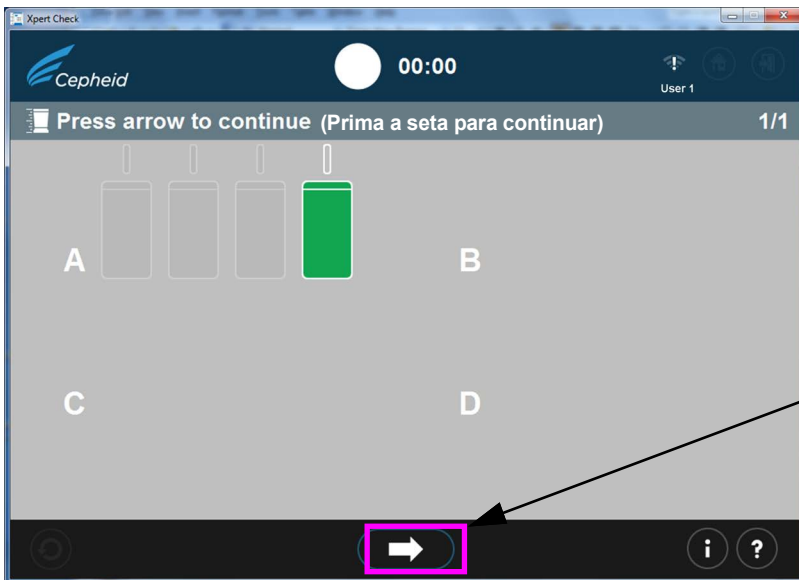 Xpert Check
Cepheid
00:00
User 1
Press arrow to continue (Prima a seta para continuar)
1/1
A
B
C
D
i
?